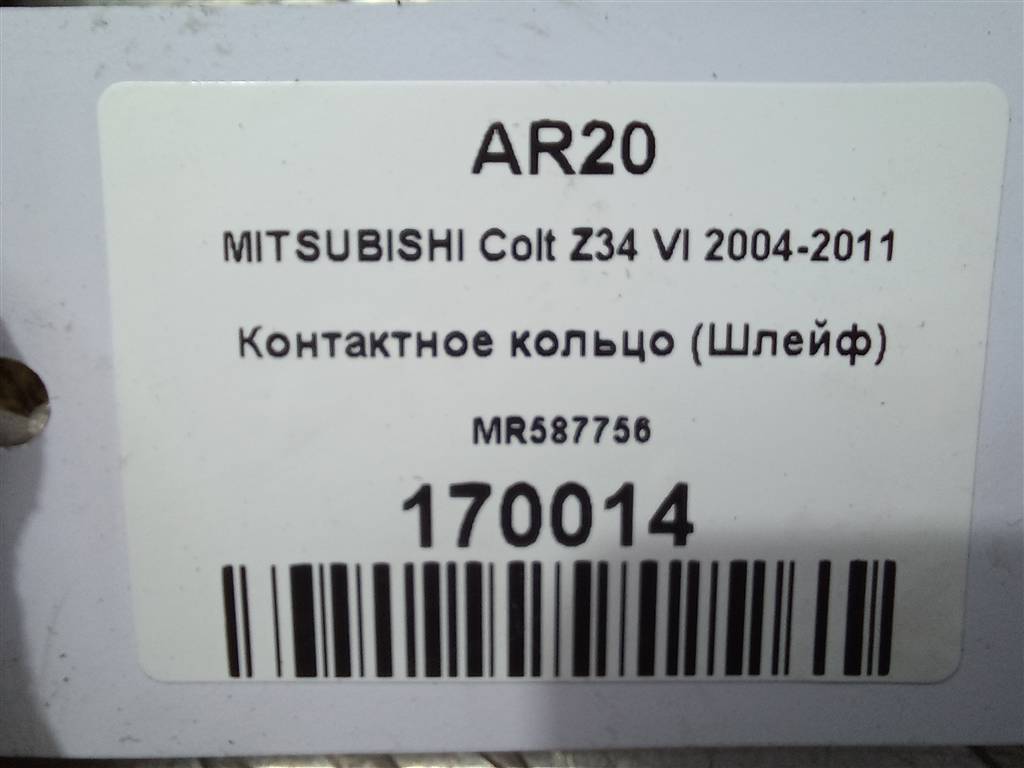 AR20
MITSUBISHI Colt Z34 VI 2004-2011
Контактное кольцо (Шлейф)
MR587756
170014